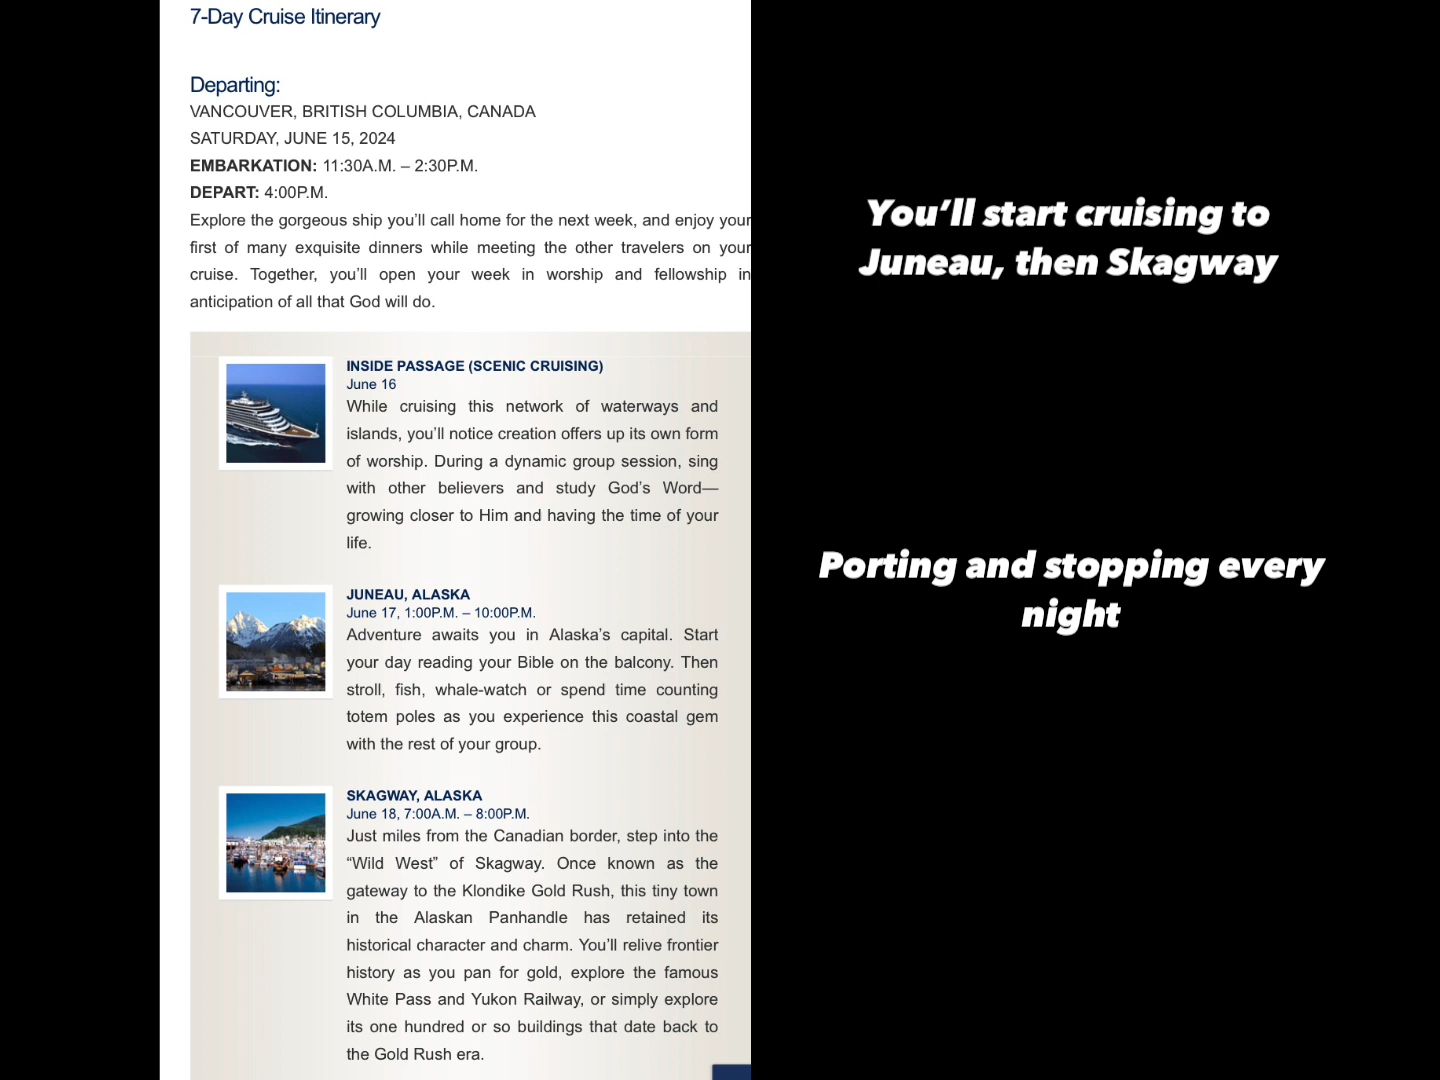 7-Day Cruise Itinerary
Departing:
VANCOUVER, BRITISH COLUMBIA, CANADA
SATURDAY, JUNE 15, 2024
EMBARKATION: 11:30A.M. – 2:30P.M.
DEPART: 4:00P.M.
Explore the gorgeous ship you’ll call home for the next week, and enjoy your
first of many exquisite dinners while meeting the other travelers on your
cruise. Together, you’ll open your week in worship and fellowship in
anticipation of all that God will do.
INSIDE PASSAGE (SCENIC CRUISING)
June 16
While cruising this network of waterways and
islands, you’ll notice creation offers up its own form
of worship. During a dynamic group session, sing
with other believers and study God’s Word—
growing closer to Him and having the time of your
life.
JUNEAU, ALASKA
June 17, 1:00P.M. – 10:00P.M.
Adventure awaits you in Alaska’s capital. Start
your day reading your Bible on the balcony. Then
stroll, fish, whale-watch or spend time counting
totem poles as you experience this coastal gem
with the rest of your group.
SKAGWAY, ALASKA
June 18, 7:00A.M. – 8:00P.M.
Just miles from the Canadian border, step into the
“Wild West” of Skagway. Once known as the
gateway to the Klondike Gold Rush, this tiny town
in the Alaskan Panhandle has retained its
historical character and charm. You’ll relive frontier
history as you pan for gold, explore the famous
White Pass and Yukon Railway, or simply explore
its one hundred or so buildings that date back to
the Gold Rush era.
You’ll start cruising to
Juneau, then Skagway
Porting and stopping every
night